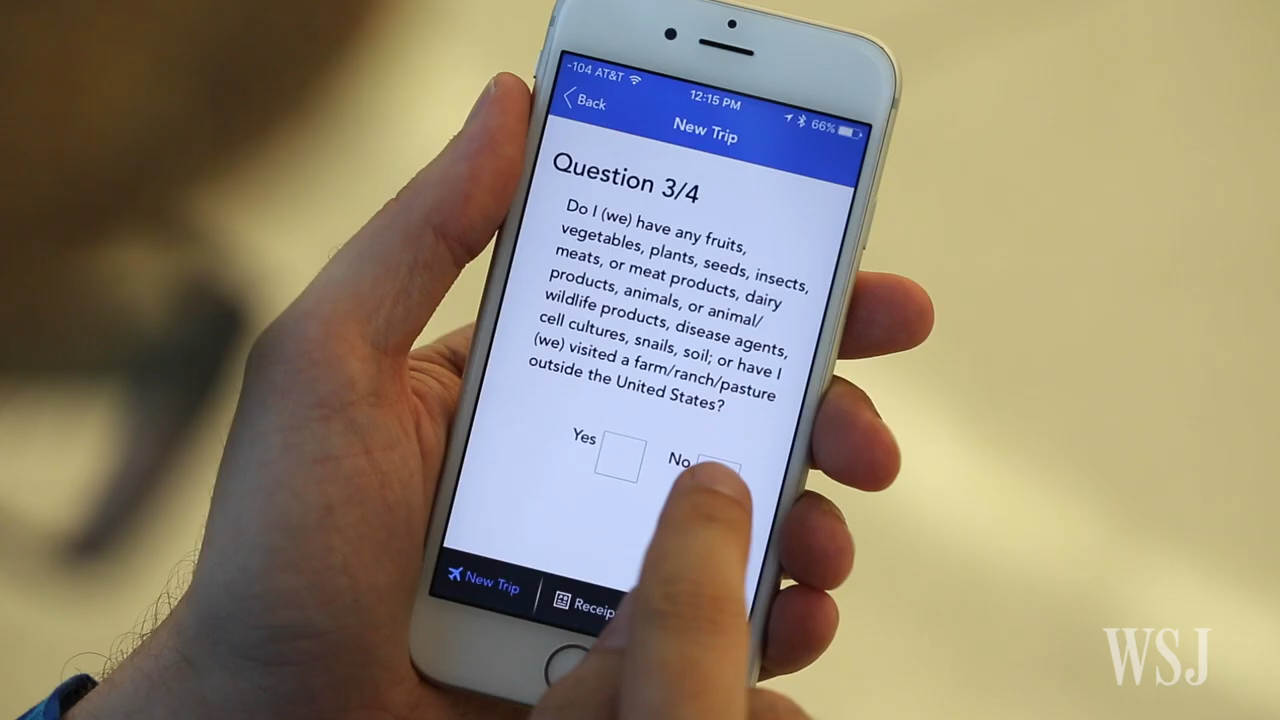 -104 AT&T 12:15 PM 66%
Back
New Trip
Question 3/4
Do I (we) have any fruits,
vegetables, plants, seeds, insects,
meats, or meat products, dairy
products, animals, or animal/
wildlife products, disease agents,
cell cultures, snails, soil; or have I
(we) visited a farm/ranch/pasture
outside the United States?
Yes No
New Trip
WSJ